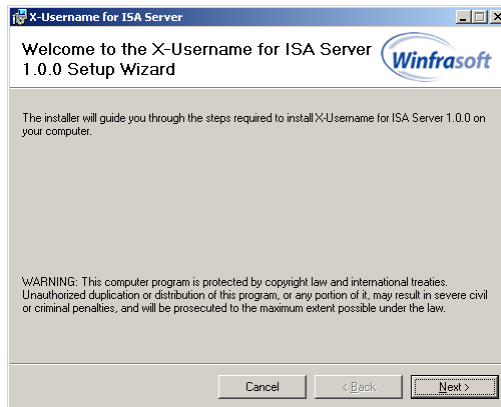 X-Username for ISA Server
Welcome to the X-Username for ISA Server
1.0.0 Setup Wizard
Winfrasoft
The installer will guide you through the steps required to install X-Username for ISA Server 1.0.0 on
your computer.
WARNING: This computer program is protected by copyright law and international treaties.
Unauthorized duplication or distribution of this program, or any portion of it, may result in severe civil
or criminal penalties, and will be prosecuted to the maximum extent possible under the law.
Cancel < Back Next >